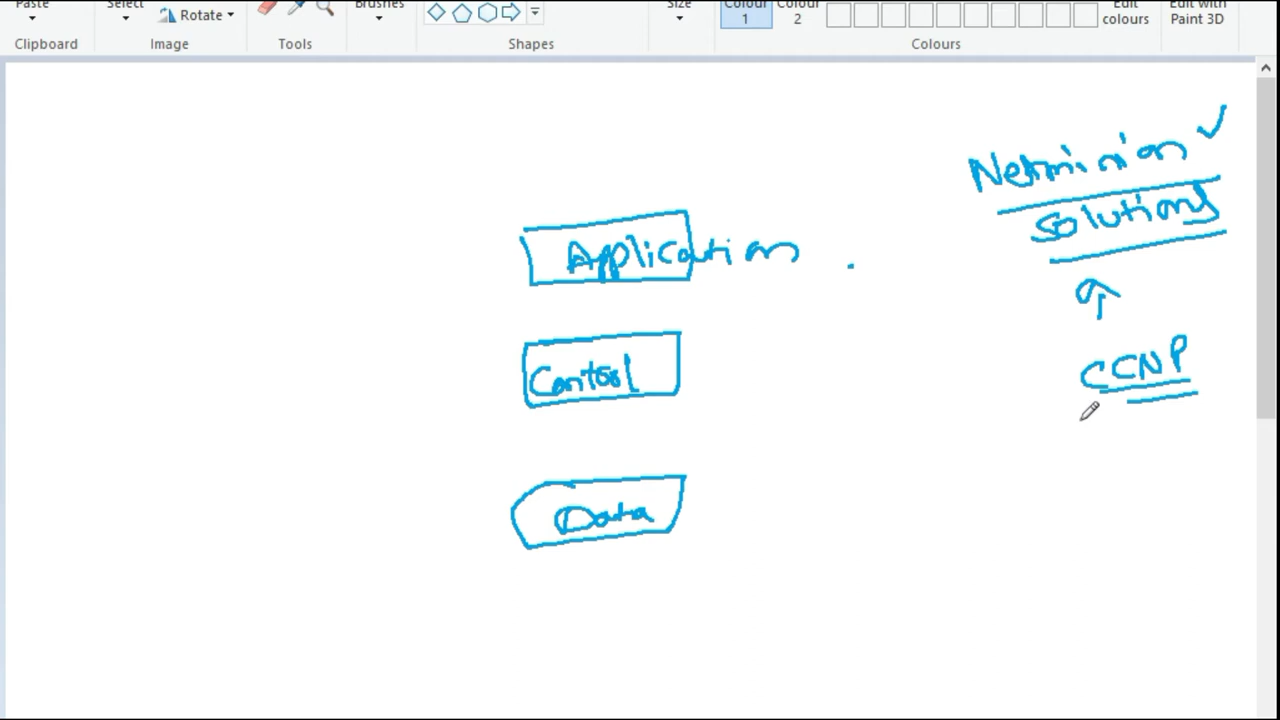 Paste
Select
Rotate
Brushes
Size
Colour 1
Colour 2
Edit colours
Edit with Paint 3D
Clipboard
Image
Tools
Shapes
Colours
Netminion
Solutions
Application
CCNP
Control
Data